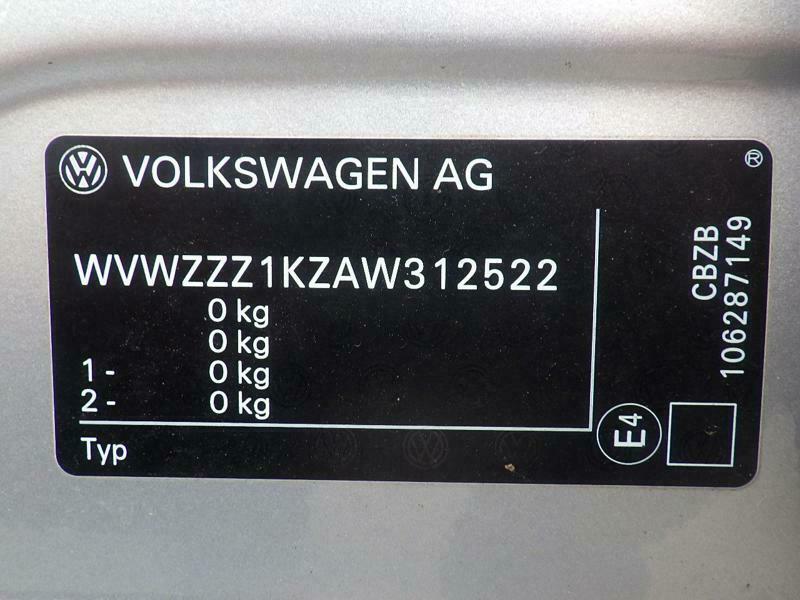 VOLKSWAGEN AG
®
WVWZZZ1KZAW312522
0 kg
0 kg
1 - 0 kg
2 - 0 kg
Typ
CBZB
106287149
E4